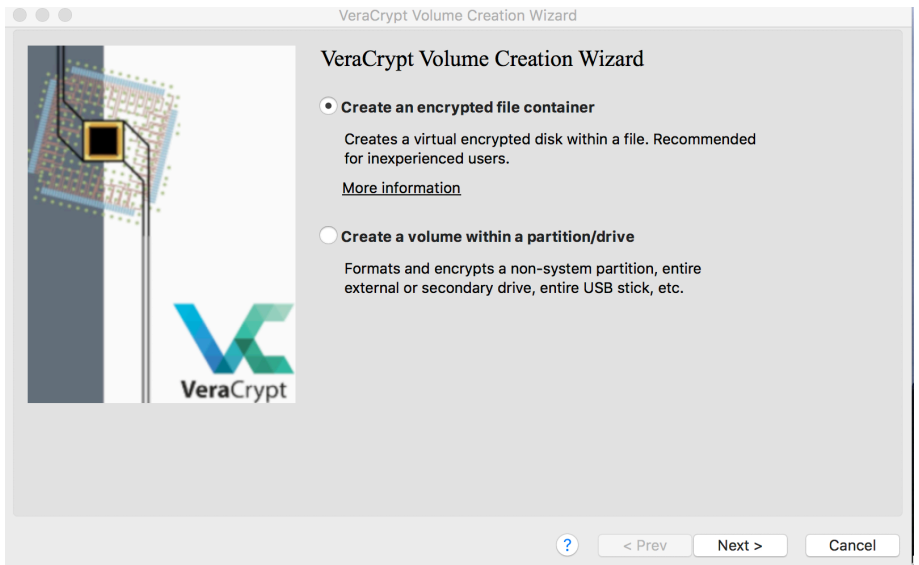 VeraCrypt Volume Creation Wizard
VeraCrypt Volume Creation Wizard
Create an encrypted file container
Creates a virtual encrypted disk within a file. Recommended
for inexperienced users.
More information
Create a volume within a partition/drive
Formats and encrypts a non-system partition, entire
external or secondary drive, entire USB stick, etc.
VeraCrypt
? < Prev Next > Cancel